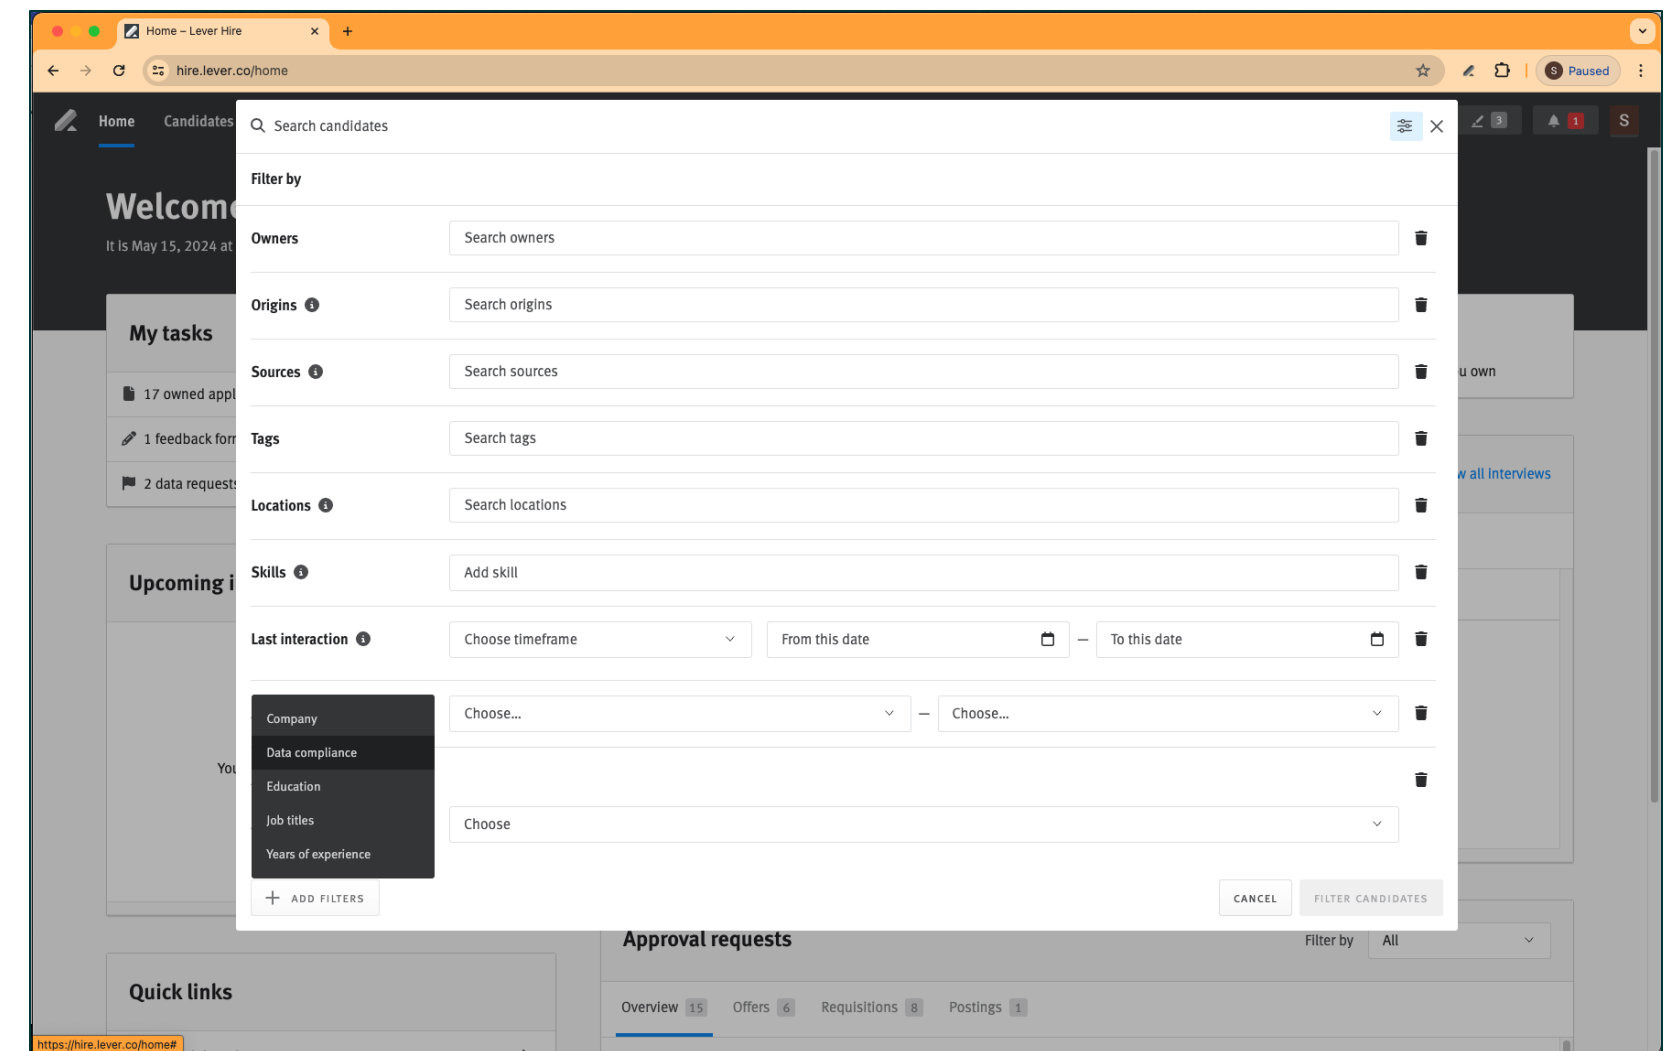 Home – Lever Hire
hire.lever.co/home
S Paused
Home Candidates
Search candidates
3 1 S
Filter by
Welcome
It is May 15, 2024 at
Owners Search owners
Origins Search origins
My tasks
Sources Search sources
u own
17 owned appl
1 feedback for
Tags Search tags
w all interviews
2 data requests
Locations Search locations
Skills Add skill
Upcoming i
Last interaction Choose timeframe From this date – To this date
Company
Choose... – Choose...
Data compliance
You
Education
Job titles
Choose
Years of experience
ADD FILTERS
CANCEL FILTER CANDIDATES
Approval requests
Filter by All
Quick links
Overview 15 Offers 6 Requisitions 8 Postings 1
https://hire.lever.co/home#